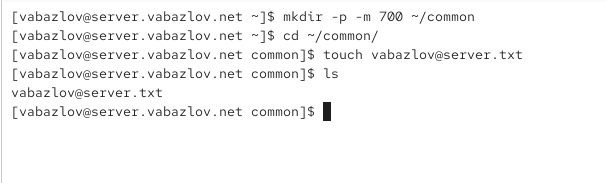 [vabazlov@server.vabazlov.net ~]$ mkdir -p -m 700 ~/common
[vabazlov@server.vabazlov.net ~]$ cd ~/common/
[vabazlov@server.vabazlov.net common]$ touch vabazlov@server.txt
[vabazlov@server.vabazlov.net common]$ ls
vabazlov@server.txt
[vabazlov@server.vabazlov.net common]$